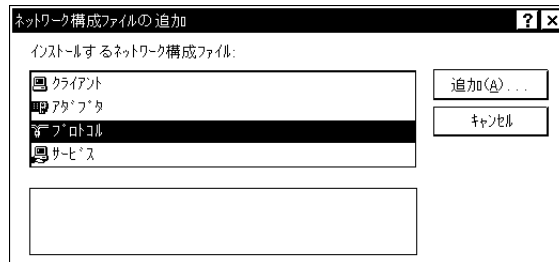 ネットワーク構成ファイルの追加
インストールするネットワーク構成ファイル:
クライアント
アダプタ
プロトコル
サービス
追加(A)...
キャンセル